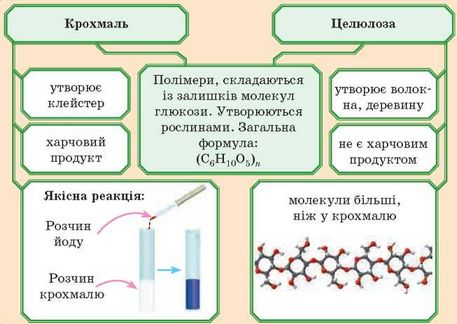 Крохмаль
Целюлоза
утворює
клейстер
харчовий
продукт
Полімери, складаються
із залишків молекул
глюкози. Утворюються
рослинами. Загальна
формула:
(C₆H₁₀O₅)ₙ
утворює волок-
на, деревину
не є харчовим
продуктом
Якісна реакція:
Розчин
йоду
Розчин
крохмалю
молекули більші,
ніж у крохмалю